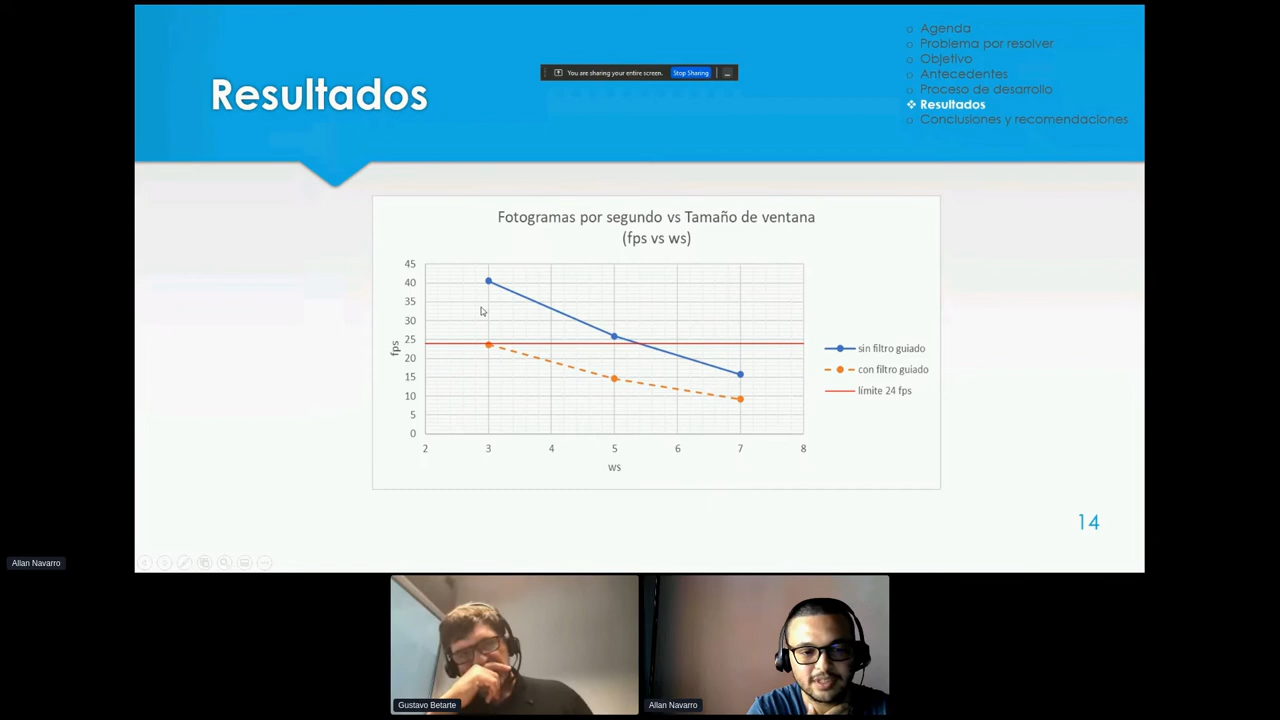 Agenda
Problema por resolver
Objetivo
Antecedentes
Proceso de desarrollo
Resultados
Conclusiones y recomendaciones
You are sharing your entire screen. Stop Sharing
Resultados
Fotogramas por segundo vs Tamaño de ventana
(fps vs ws)
45
40
35
30
25
20
15
10
5
0
fps
2 3 4 5 6 7 8
ws
sin filtro guiado
con filtro guiado
límite 24 fps
14
Allan Navarro
Gustavo Betarte
Allan Navarro